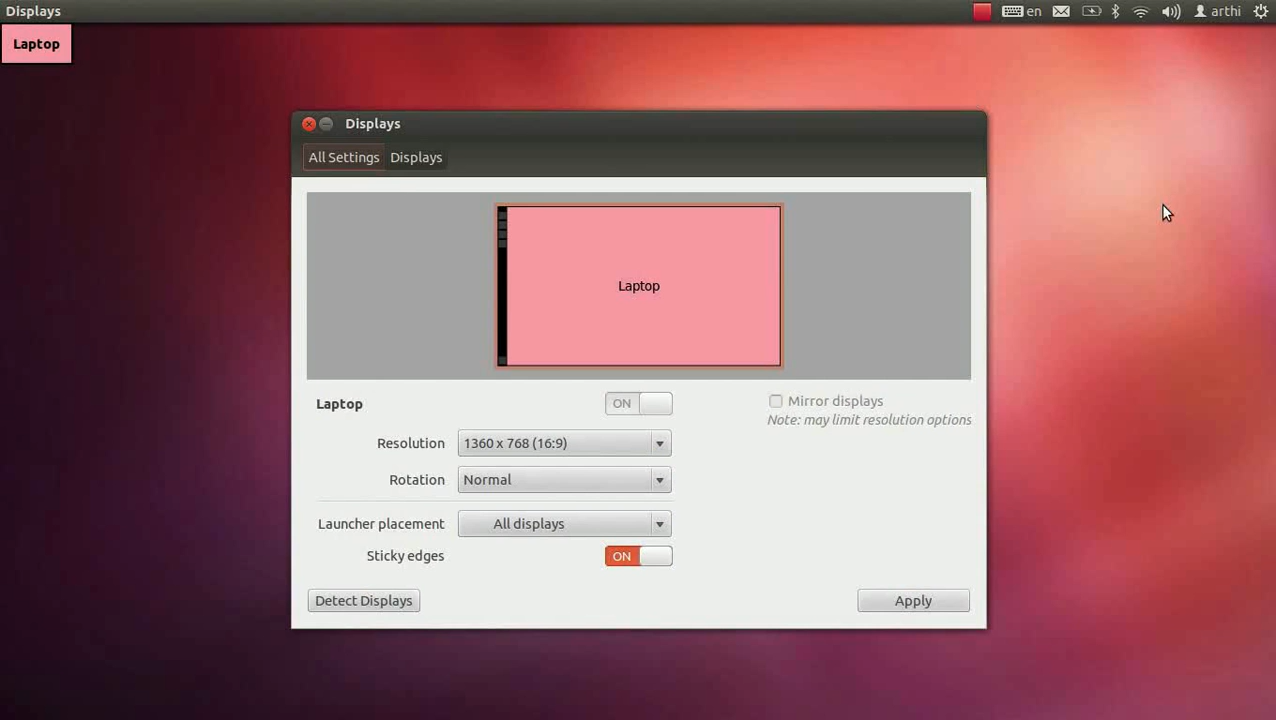 Displays
en
arthi
Laptop
Displays
All Settings
Displays
Laptop
Laptop
ON
Mirror displays
Note: may limit resolution options
Resolution
1360 x 768 (16:9)
Rotation
Normal
Launcher placement
All displays
Sticky edges
ON
Detect Displays
Apply